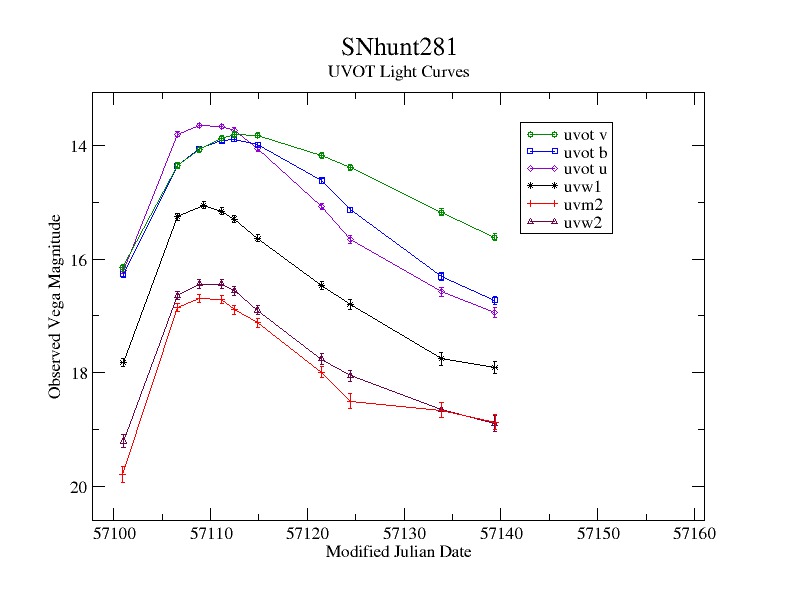 SNhunt281
UVOT Light Curves
Observed Vega Magnitude
14
16
18
20
uvot v
uvot b
uvot u
uvw1
uvm2
uvw2
57100 57110 57120 57130 57140 57150 57160
Modified Julian Date